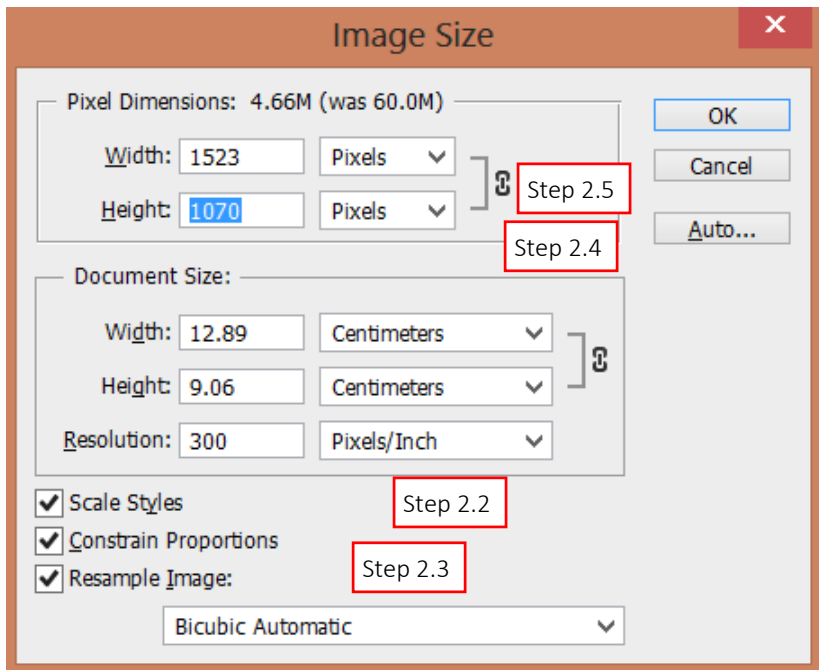 Image Size
Pixel Dimensions: 4.66M (was 60.0M)
OK
Width: 1523 Pixels
Cancel
Step 2.5
Height: 1070 Pixels
Auto...
Step 2.4
Document Size:
Width: 12.89 Centimeters
Height: 9.06 Centimeters
Resolution: 300 Pixels/Inch
Scale Styles
Step 2.2
Constrain Proportions
Step 2.3
Resample Image:
Bicubic Automatic